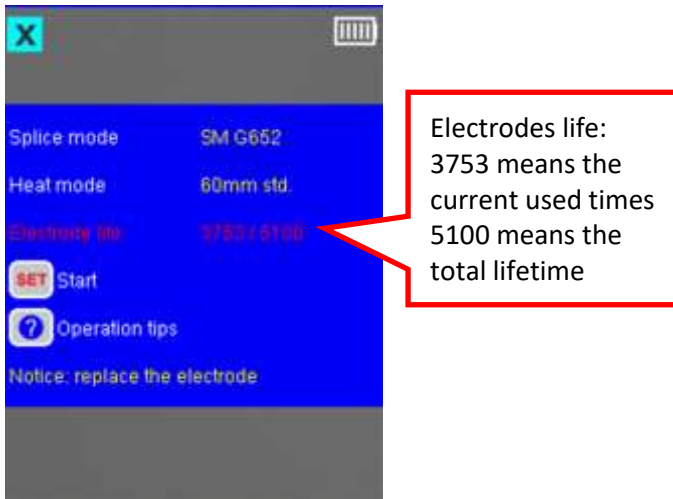 X
Splice mode SM G652
Heat mode 60mm std.
Electrode life 3753 / 5100
SET Start
? Operation tips
Notice: replace the electrode
Electrodes life:
3753 means the
current used times
5100 means the
total lifetime